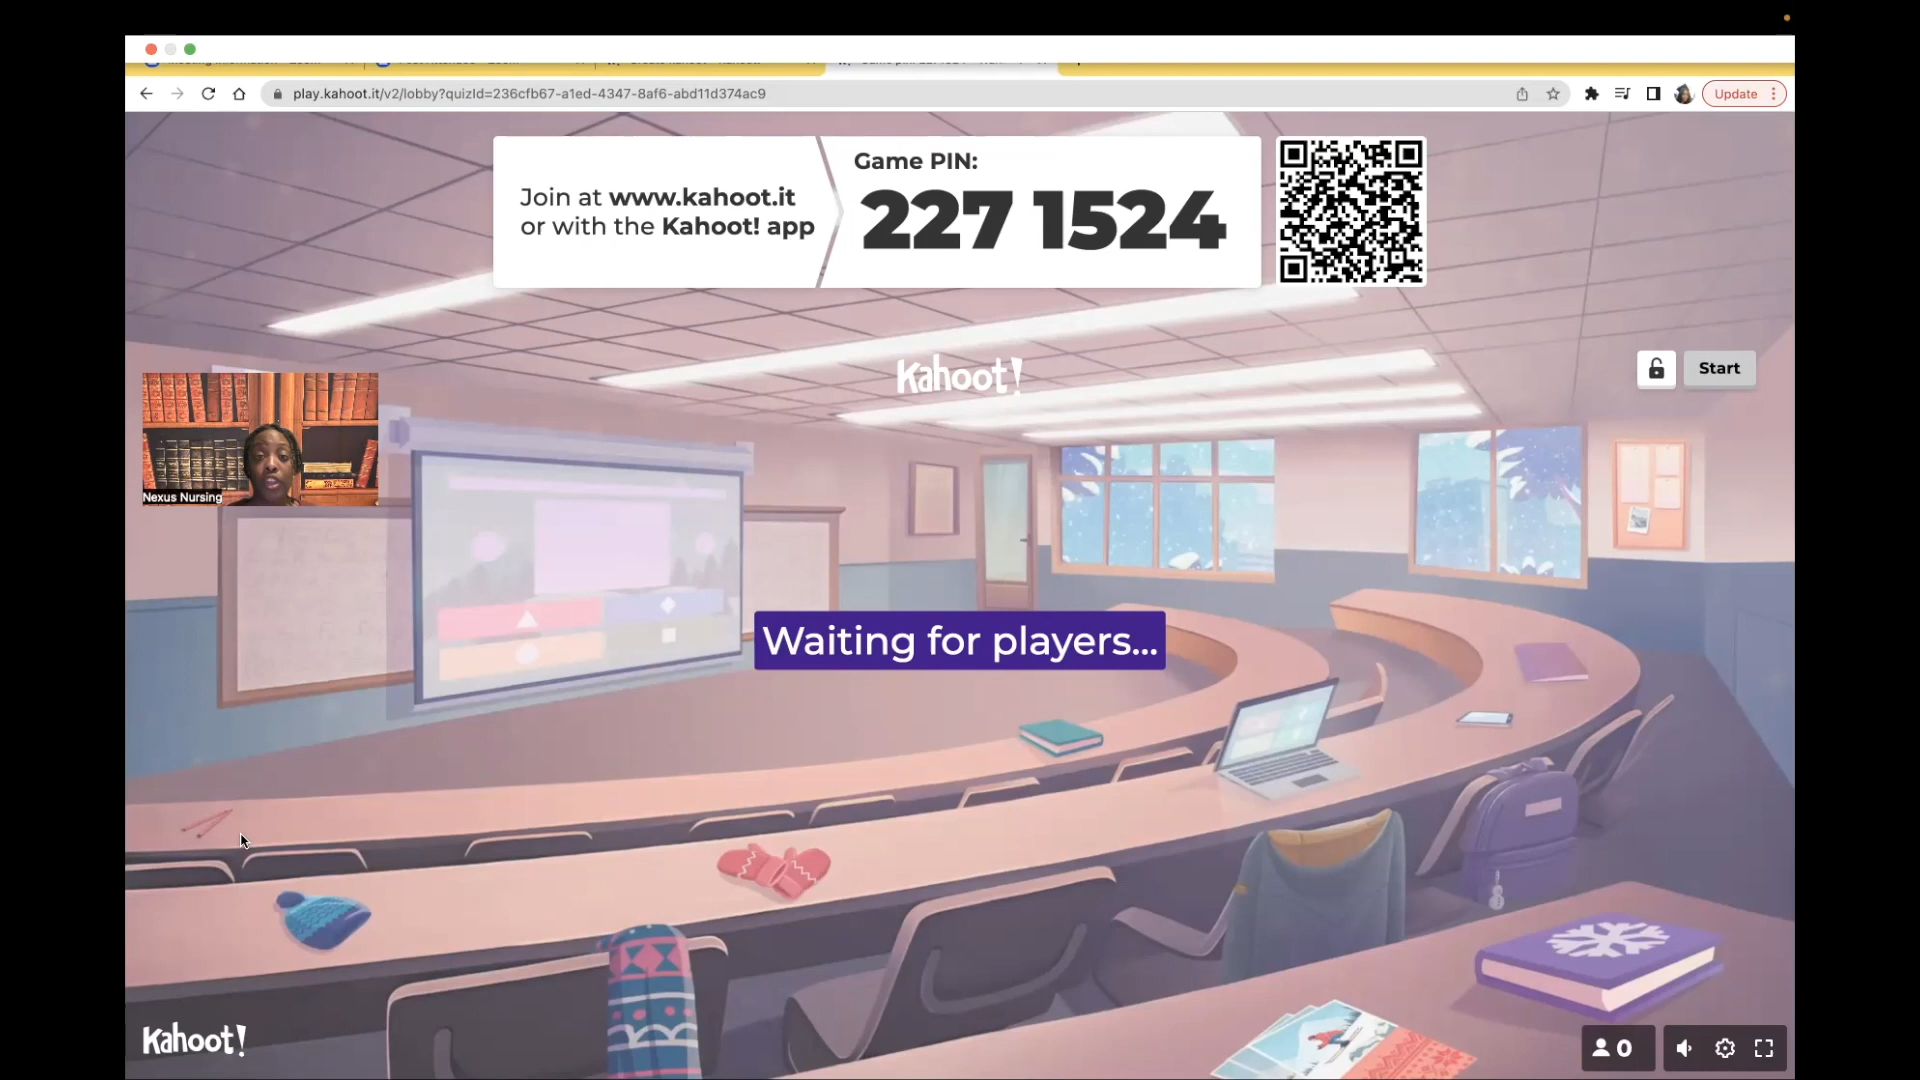 play.kahoot.it/v2/lobby?quizId=236cfb67-a1ed-4347-8af6-abd11d374ac9
Update
Join at www.kahoot.it
or with the Kahoot! app
Game PIN:
227 1524
Kahoot!
Start
Nexus Nursing
Waiting for players...
Kahoot!
0